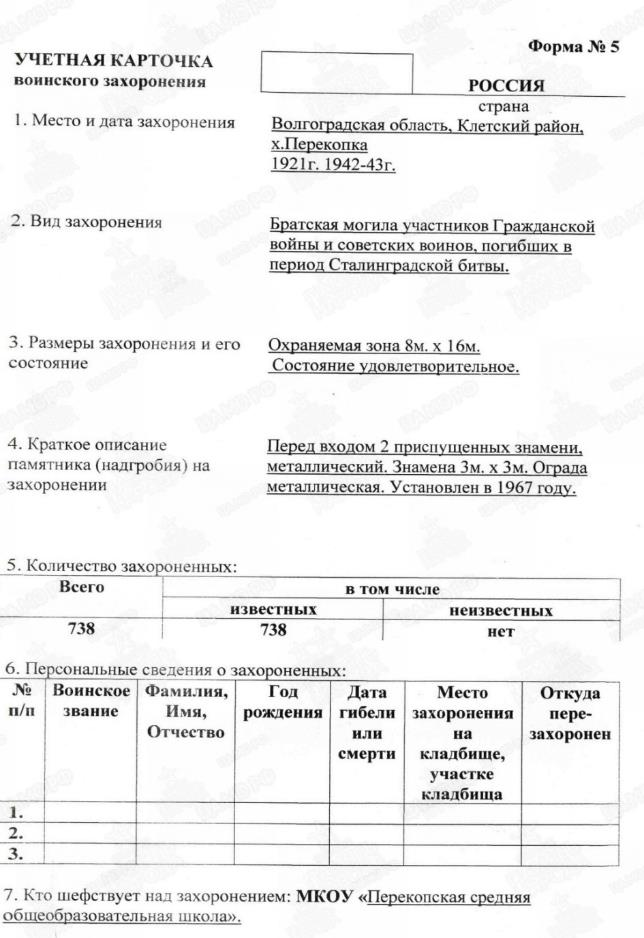 Форма № 5
УЧЕТНАЯ КАРТОЧКА
воинского захоронения
РОССИЯ
страна
1. Место и дата захоронения
Волгоградская область, Клетский район,
х.Перекопка
1921г. 1942-43г.
2. Вид захоронения
Братская могила участников Гражданской
войны и советских воинов, погибших в
период Сталинградской битвы.
3. Размеры захоронения и его
состояние
Охраняемая зона 8м. х 16м.
Состояние удовлетворительное.
4. Краткое описание
памятника (надгробия) на
захоронении
Перед входом 2 приспущенных знамени,
металлический. Знамена 3м. х 3м. Ограда
металлическая. Установлен в 1967 году.
5. Количество захороненных:
Всего
в том числе
известных
неизвестных
738
738
нет
6. Персональные сведения о захороненных:
№
п/п
Воинское
звание
Фамилия,
Имя,
Отчество
Год
рождения
Дата
гибели
или
смерти
Место
захоронения
на
кладбище,
участке
кладбища
Откуда
пере-
захоронен
1.
2.
3.
7. Кто шефствует над захоронением: МКОУ «Перекопская средняя
общеобразовательная школа».